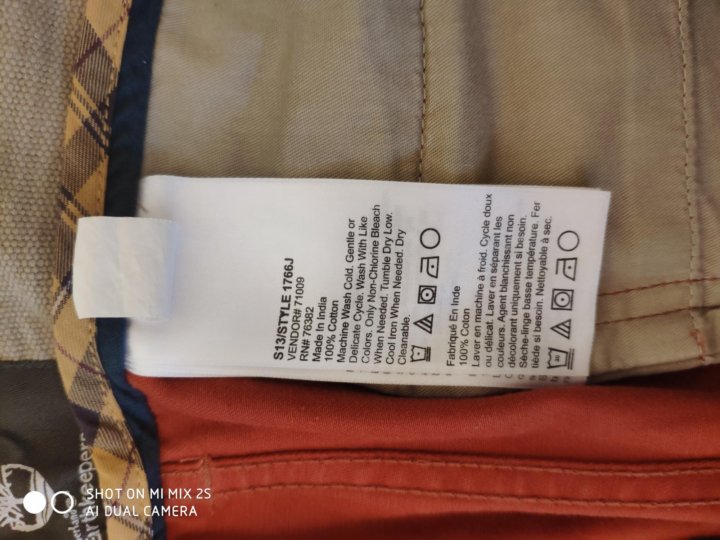 S13/STYLE 1766J
VENDOR# 71009
RN# 76382
Made In India
100% Cotton
Machine Wash Cold. Gentle or
Delicate Cycle. Wash With Like
Colors. Only Non-Chlorine Bleach
When Needed. Tumble Dry Low.
Cool Iron When Needed. Dry
Cleanable.
Fabriqué En Inde
100% Coton
Laver en machine à froid. Cycle doux
ou délicat. Laver en séparant les
couleurs. Agent blanchissant non
décolorant uniquement si besoin.
Sèche-linge basse température. Fer
tiède si besoin. Nettoyable à sec.
SHOT ON MI MIX 2S
AI DUAL CAMERA